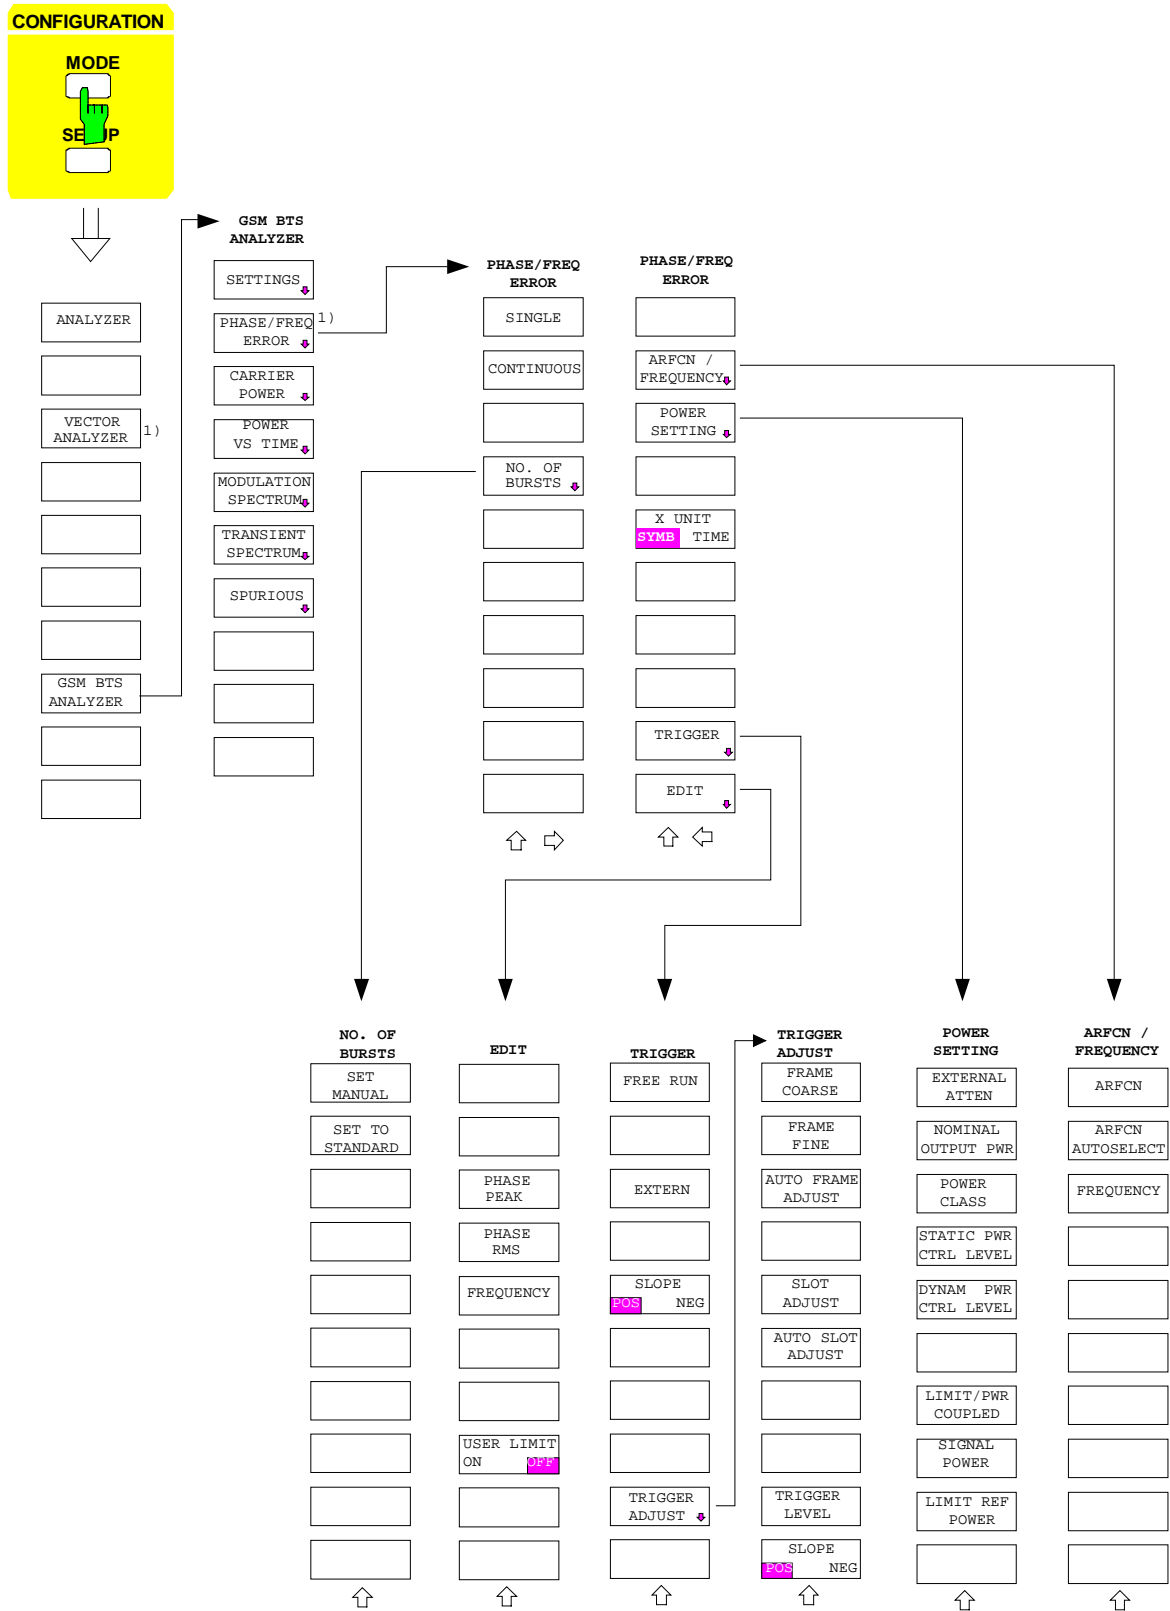 CONFIGURATION
MODE
SETUP
ANALYZER
VECTOR
ANALYZER
1)
GSM BTS
ANALYZER
GSM BTS
ANALYZER
SETTINGS
PHASE/FREQ
ERROR
1)
CARRIER
POWER
POWER
VS TIME
MODULATION
SPECTRUM
TRANSIENT
SPECTRUM
SPURIOUS
PHASE/FREQ
ERROR
SINGLE
CONTINUOUS
NO. OF
BURSTS
PHASE/FREQ
ERROR
ARFCN /
FREQUENCY
POWER
SETTING
X UNIT
SYMB TIME
TRIGGER
EDIT
NO. OF
BURSTS
SET
MANUAL
SET TO
STANDARD
EDIT
PHASE
PEAK
PHASE
RMS
FREQUENCY
USER LIMIT
ON OFF
TRIGGER
FREE RUN
EXTERN
SLOPE
POS NEG
TRIGGER
ADJUST
TRIGGER
ADJUST
FRAME
COARSE
FRAME
FINE
AUTO FRAME
ADJUST
SLOT
ADJUST
AUTO SLOT
ADJUST
TRIGGER
LEVEL
SLOPE
POS NEG
POWER
SETTING
EXTERNAL
ATTEN
NOMINAL
OUTPUT PWR
POWER
CLASS
STATIC PWR
CTRL LEVEL
DYNAM PWR
CTRL LEVEL
LIMIT/PWR
COUPLED
SIGNAL
POWER
LIMIT REF
POWER
ARFCN /
FREQUENCY
ARFCN
ARFCN
AUTOSELECT
FREQUENCY